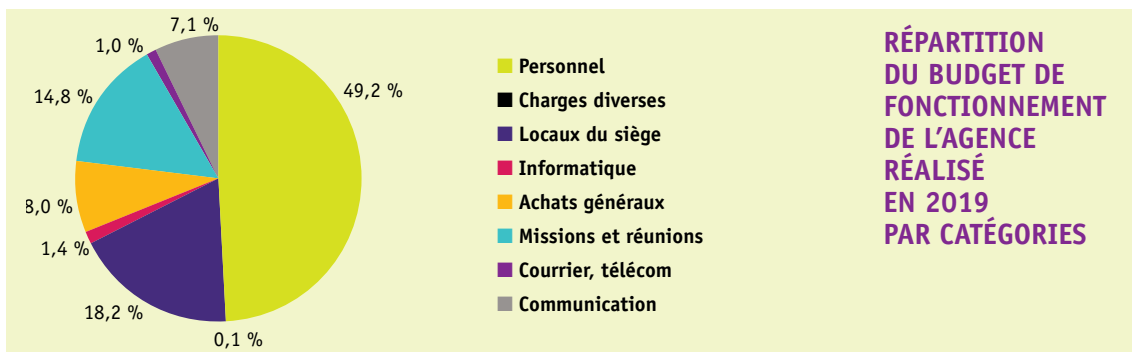 7,1 %
1,0 %
14,8 %
8,0 %
1,4 %
18,2 %
0,1 %
49,2 %
Personnel
Charges diverses
Locaux du siège
Informatique
Achats généraux
Missions et réunions
Courrier, télécom
Communication
RÉPARTITION
DU BUDGET DE
FONCTIONNEMENT
DE L'AGENCE
RÉALISÉ
EN 2019
PAR CATÉGORIES